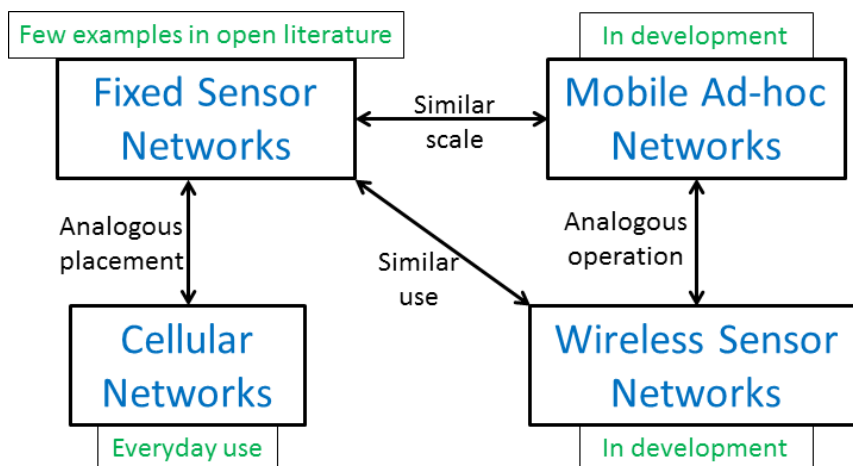 Few examples in open literature
In development
Fixed Sensor
Networks
Mobile Ad-hoc
Networks
Similar
scale
Analogous
placement
Similar
use
Analogous
operation
Cellular
Networks
Wireless Sensor
Networks
Everyday use
In development